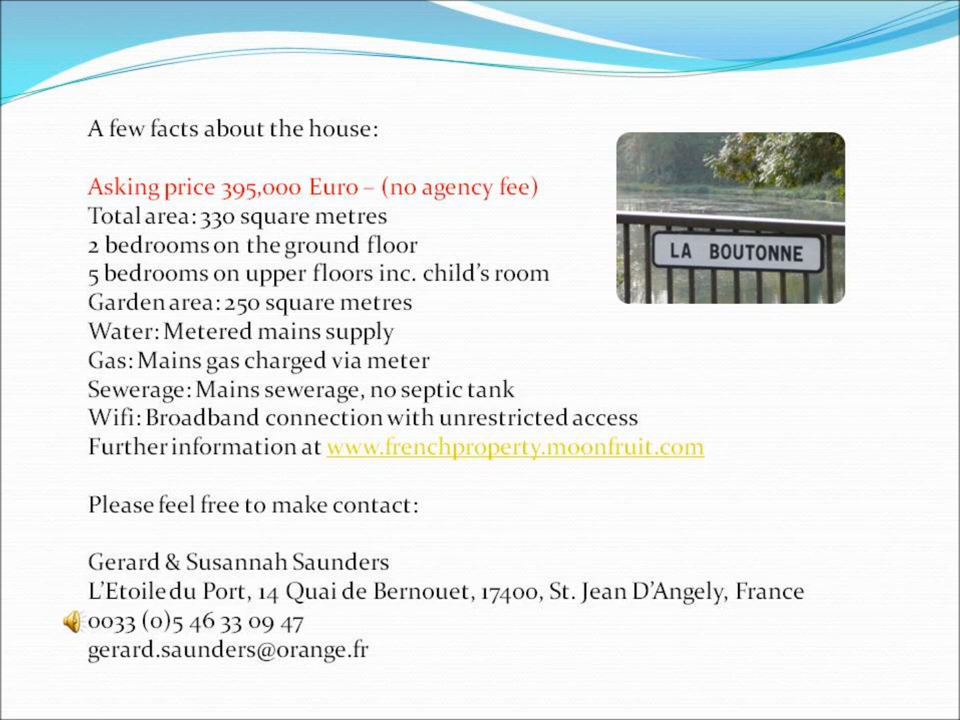 A few facts about the house:
Asking price 395,000 Euro – (no agency fee)
Total area: 330 square metres
2 bedrooms on the ground floor
5 bedrooms on upper floors inc. child's room
Garden area: 250 square metres
Water: Metered mains supply
Gas: Mains gas charged via meter
Sewerage: Mains sewerage, no septic tank
Wifi: Broadband connection with unrestricted access
Further information at www.frenchproperty.moonfruit.com
Please feel free to make contact:
Gerard & Susannah Saunders
L'Etoile du Port, 14 Quai de Bernouet, 17400, St. Jean D'Angely, France
0033 (0)5 46 33 09 47
gerard.saunders@orange.fr
LA BOUTONNE